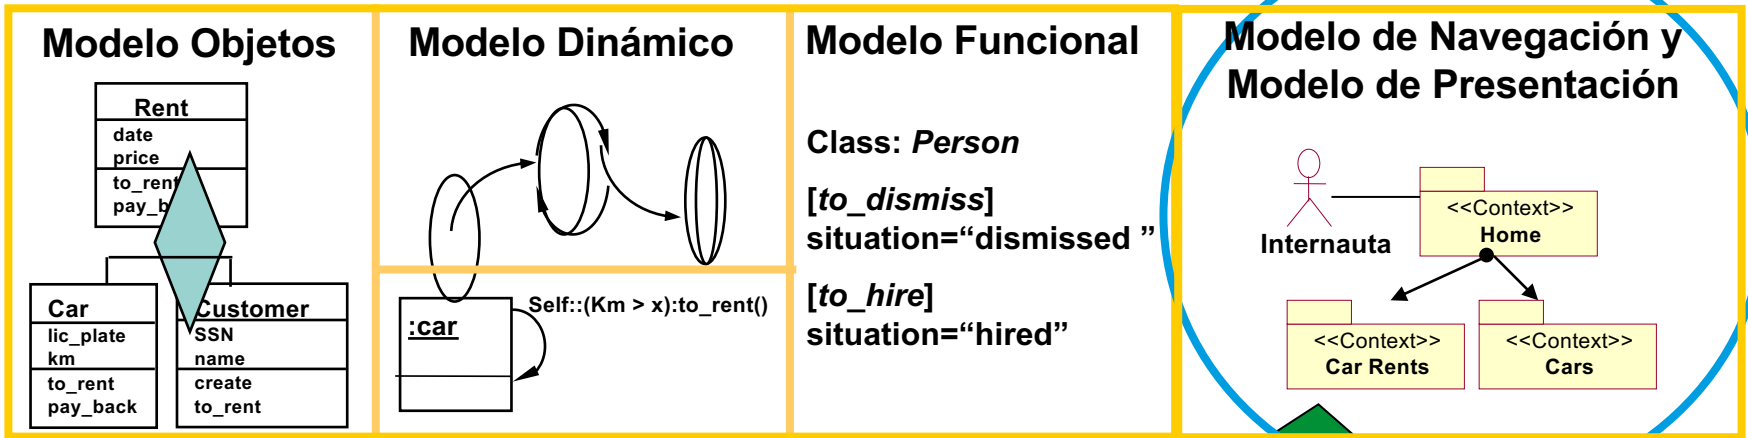 Modelo Objetos
Rent
date
price
to_rent
pay_b
Car
lic_plate
km
to_rent
pay_back
Customer
SSN
name
create
to_rent
Modelo Dinámico
:car
Self::(Km > x):to_rent()
Modelo Funcional
Class: Person
[to_dismiss]
situation=“dismissed ”
[to_hire]
situation=“hired”
Modelo de Navegación y
Modelo de Presentación
Internauta
<<Context>>
Home
<<Context>>
Car Rents
<<Context>>
Cars